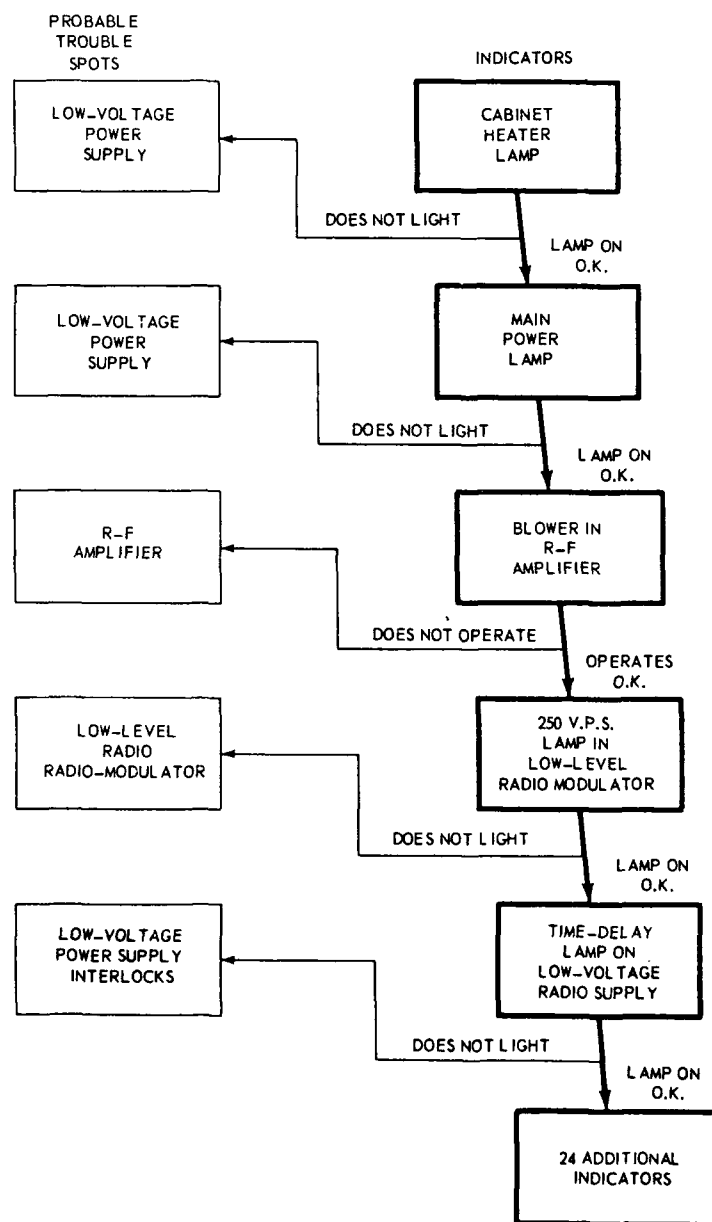 PROBABLE
TROUBLE
SPOTS
INDICATORS
LOW-VOLTAGE
POWER
SUPPLY
CABINET
HEATER
LAMP
DOES NOT LIGHT
LAMP ON
O.K.
LOW-VOLTAGE
POWER
SUPPLY
MAIN
POWER
LAMP
DOES NOT LIGHT
LAMP ON
O.K.
R-F
AMPLIFIER
BLOWER IN
R-F
AMPLIFIER
DOES NOT OPERATE
OPERATES
O.K.
LOW-LEVEL
RADIO
RADIO-MODULATOR
250 V.P.S.
LAMP IN
LOW-LEVEL
RADIO MODULATOR
DOES NOT LIGHT
LAMP ON
O.K.
LOW-VOLTAGE
POWER SUPPLY
INTERLOCKS
TIME-DELAY
LAMP ON
LOW-VOLTAGE
RADIO SUPPLY
DOES NOT LIGHT
LAMP ON
O.K.
24 ADDITIONAL
INDICATORS